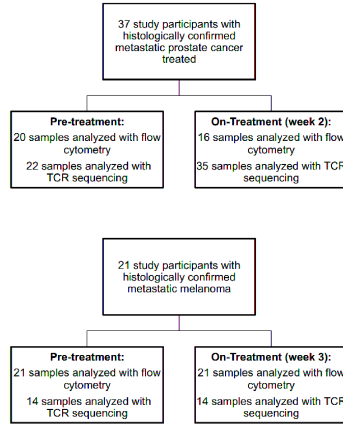 37 study participants with
histologically confirmed
metastatic prostate cancer
treated
Pre-treatment:
20 samples analyzed with flow
cytometry
22 samples analyzed with
TCR sequencing
On-Treatment (week 2):
16 samples analyzed with flow
cytometry
35 samples analyzed with TCR
sequencing
21 study participants with
histologically confirmed
metastatic melanoma
Pre-treatment:
21 samples analyzed with flow
cytometry
14 samples analyzed with
TCR sequencing
On-Treatment (week 3):
21 samples analyzed with flow
cytometry
14 samples analyzed with TCR
sequencing